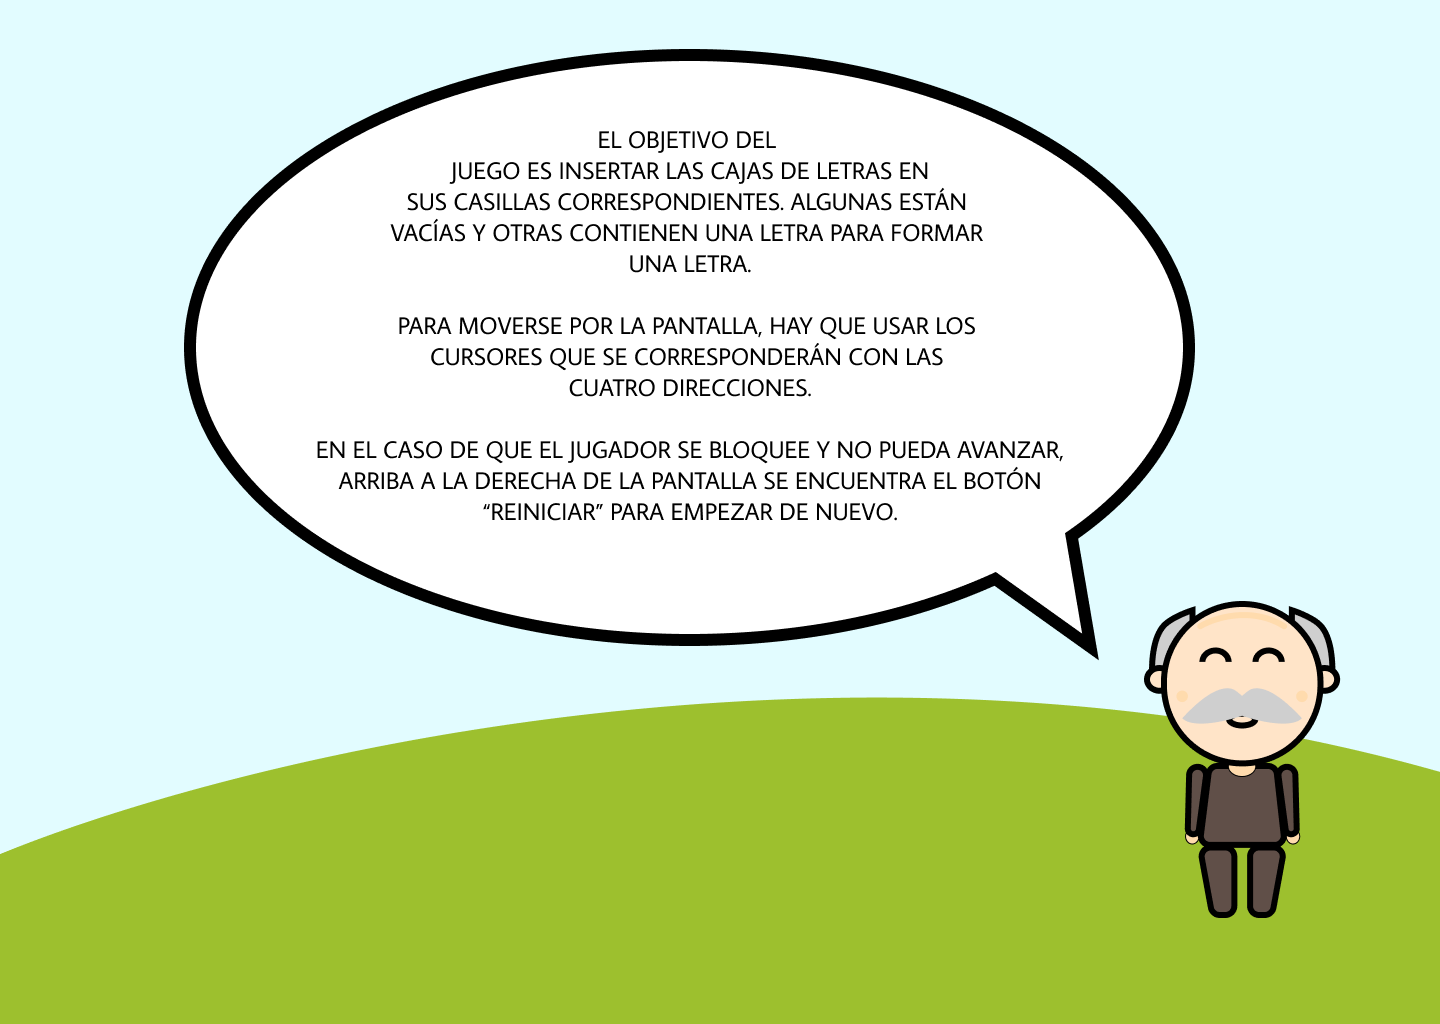 EL OBJETIVO DEL
JUEGO ES INSERTAR LAS CAJAS DE LETRAS EN
SUS CASILLAS CORRESPONDIENTES. ALGUNAS ESTÁN
VACÍAS Y OTRAS CONTIENEN UNA LETRA PARA FORMAR
UNA LETRA.
PARA MOVERSE POR LA PANTALLA, HAY QUE USAR LOS
CURSORES QUE SE CORRESPONDERÁN CON LAS
CUATRO DIRECCIONES.
EN EL CASO DE QUE EL JUGADOR SE BLOQUEE Y NO PUEDA AVANZAR,
ARRIBA A LA DERECHA DE LA PANTALLA SE ENCUENTRA EL BOTÓN
“REINICIAR” PARA EMPEZAR DE NUEVO.